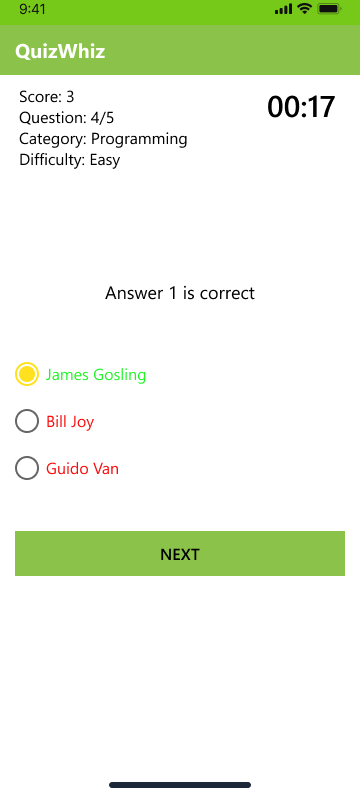 9:41
QuizWhiz
Score: 3
00:17
Question: 4/5
Category: Programming
Difficulty: Easy
Answer 1 is correct
James Gosling
Bill Joy
Guido Van
NEXT